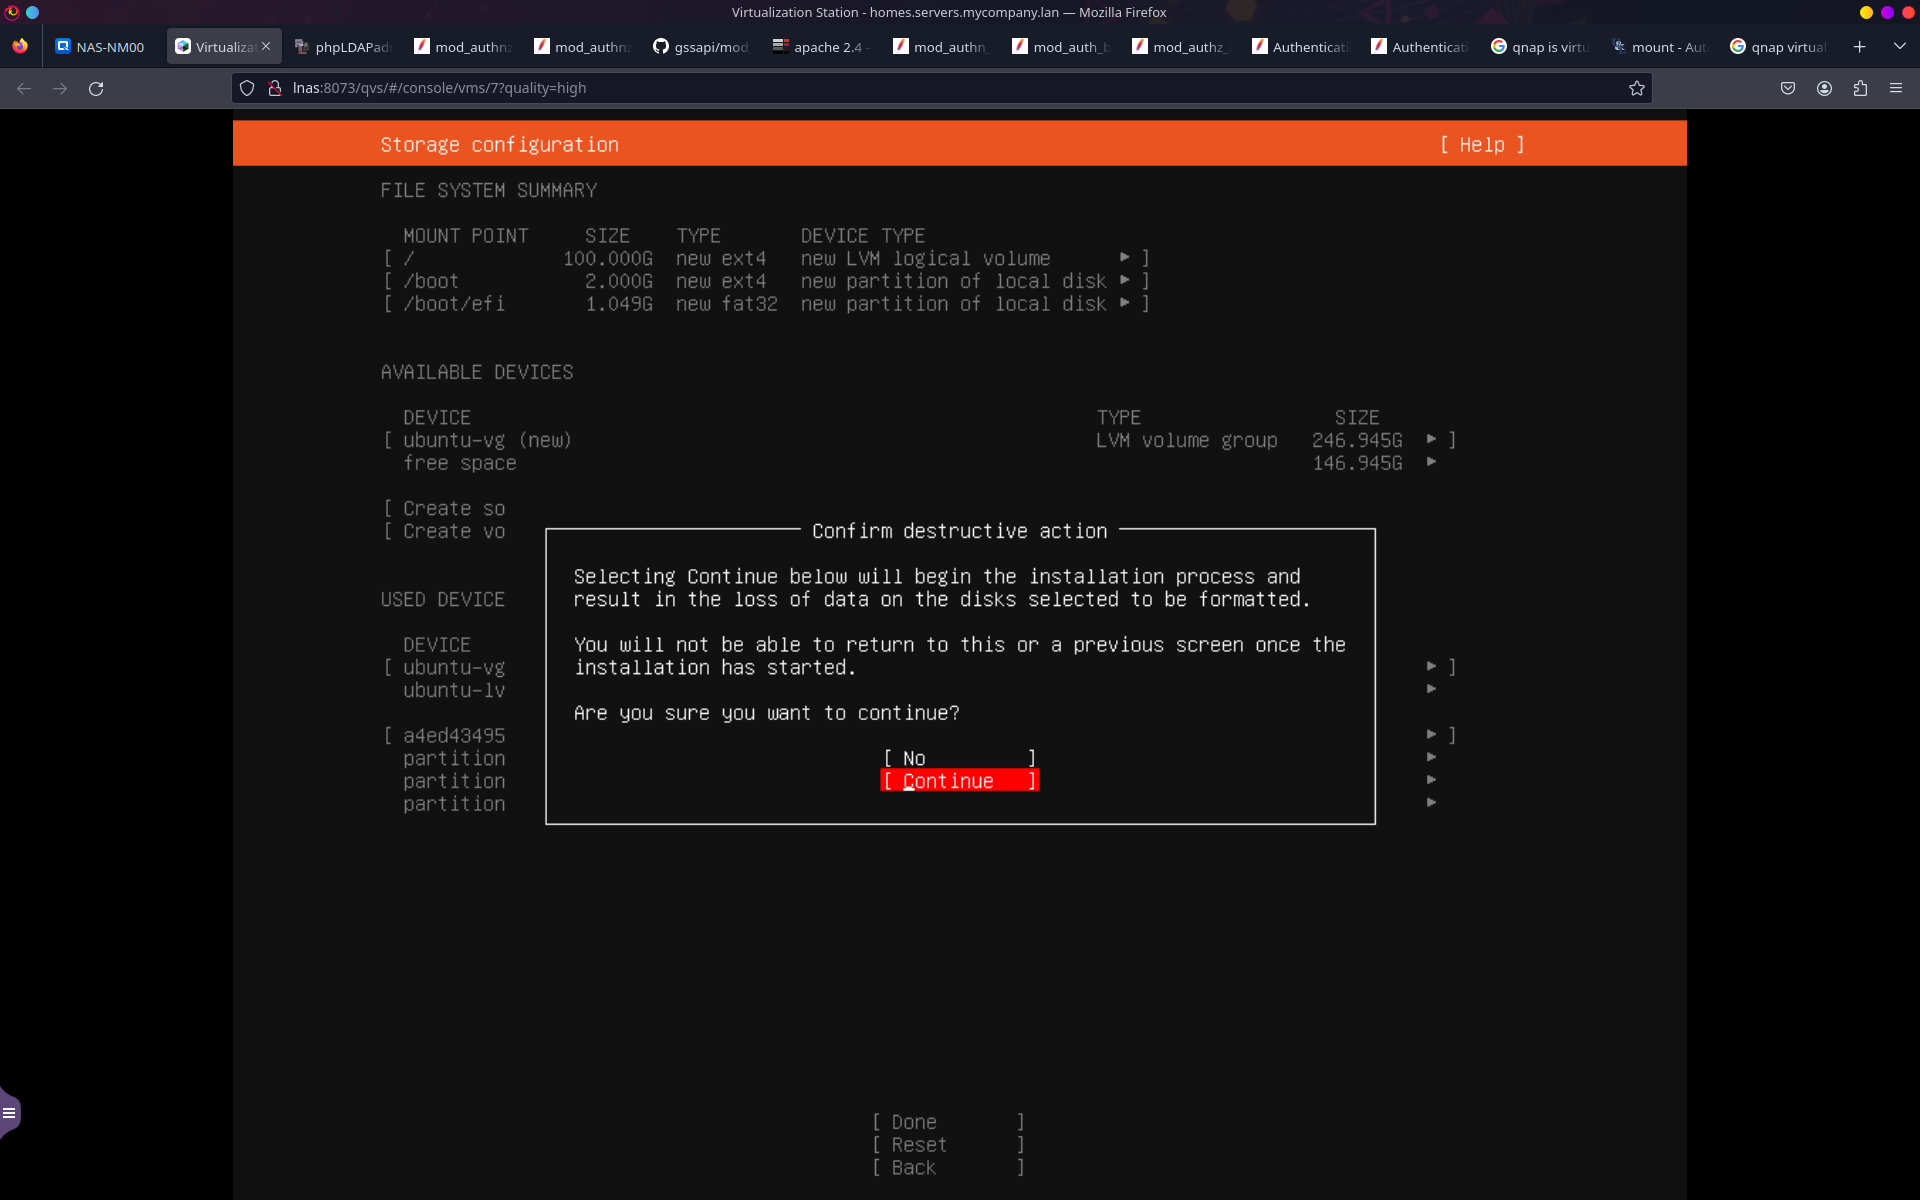 Virtualization Station - homes.servers.mycompany.lan — Mozilla Firefox
NAS-NM00
Virtualiza
phpLDAPad
mod_authnz
mod_authnz
gssapi/mod_
apache 2.4 -
mod_authn_
mod_auth_b
mod_authz_
Authenticati
Authenticati
qnap is virtu
mount - Aut
qnap virtual
lnas:8073/qvs/#/console/vms/7?quality=high
Storage configuration [ Help ]
FILE SYSTEM SUMMARY
MOUNT POINT SIZE TYPE DEVICE TYPE
[ / 100.000G new ext4 new LVM logical volume ▸ ]
[ /boot 2.000G new ext4 new partition of local disk ▸ ]
[ /boot/efi 1.049G new fat32 new partition of local disk ▸ ]
AVAILABLE DEVICES
DEVICE TYPE SIZE
[ ubuntu-vg (new) LVM volume group 246.945G ▸ ]
free space 146.945G ▸
[ Create so
[ Create vo
Confirm destructive action
Selecting Continue below will begin the installation process and
result in the loss of data on the disks selected to be formatted.
You will not be able to return to this or a previous screen once the
installation has started.
Are you sure you want to continue?
[ No ]
[ Continue ]
USED DEVICE
DEVICE
[ ubuntu-vg ▸ ]
ubuntu-lv ▸
[ a4ed43495 ▸ ]
partition ▸
partition ▸
partition ▸
[ Done ]
[ Reset ]
[ Back ]